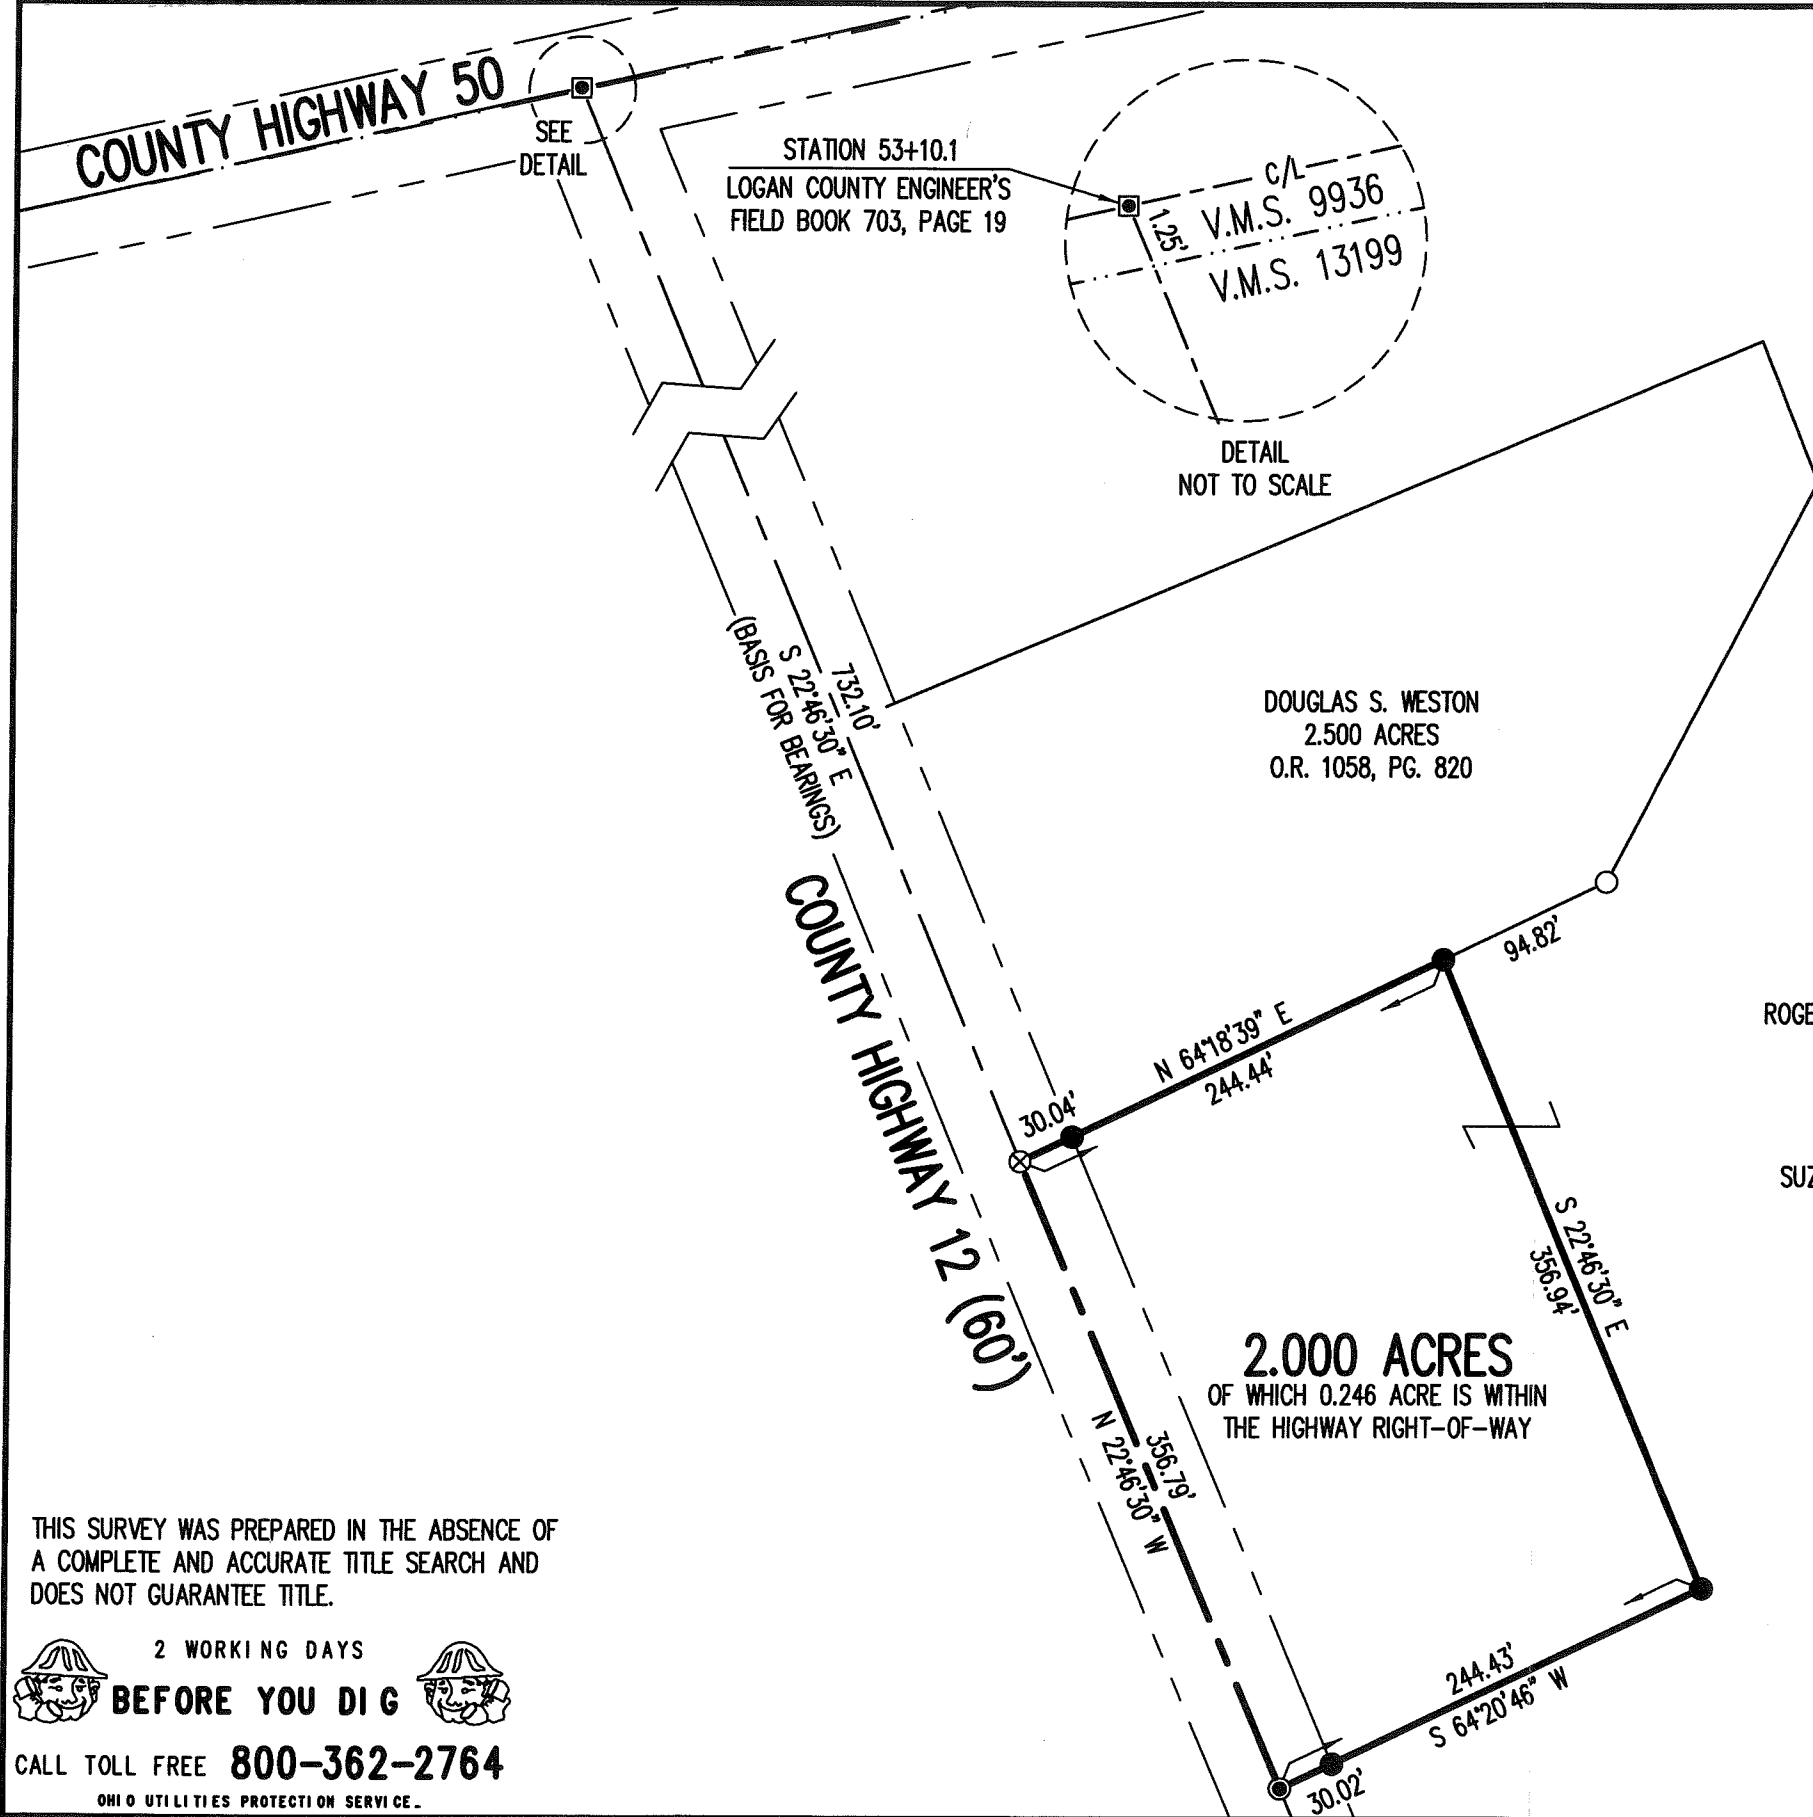 COUNTY HIGHWAY 50
SEE
DETAIL
STATION 53+10.1
LOGAN COUNTY ENGINEER'S
FIELD BOOK 703, PAGE 19
C/L
1.25'
V.M.S. 9936
V.M.S. 13199
DETAIL
NOT TO SCALE
732.10'
S 22°46'30" E
(BASIS FOR BEARINGS)
DOUGLAS S. WESTON
2.500 ACRES
O.R. 1058, PG. 820
COUNTY HIGHWAY 12 (60')
94.82'
ROGE
N 64°18'39" E
244.44'
30.04'
SUZ
S 22°46'30" E
356.94'
2.000 ACRES
OF WHICH 0.246 ACRE IS WITHIN
THE HIGHWAY RIGHT-OF-WAY
356.79'
N 22°46'30" W
244.43'
S 64°20'46" W
30.02'
THIS SURVEY WAS PREPARED IN THE ABSENCE OF
A COMPLETE AND ACCURATE TITLE SEARCH AND
DOES NOT GUARANTEE TITLE.
2 WORKING DAYS
BEFORE YOU DIG
CALL TOLL FREE 800-362-2764
OHIO UTILITIES PROTECTION SERVICE.